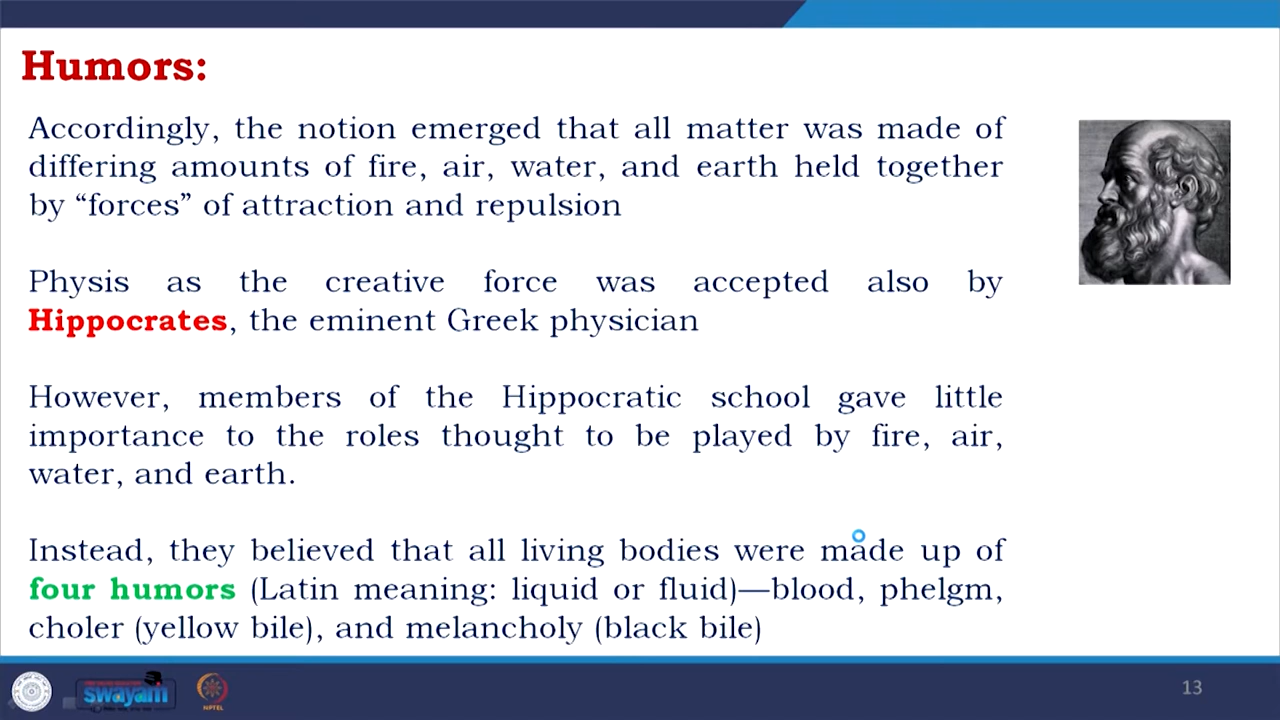 Humors:
Accordingly, the notion emerged that all matter was made of
differing amounts of fire, air, water, and earth held together
by “forces” of attraction and repulsion
Physis as the creative force was accepted also by
Hippocrates, the eminent Greek physician
However, members of the Hippocratic school gave little
importance to the roles thought to be played by fire, air,
water, and earth.
Instead, they believed that all living bodies were made up of
four humors (Latin meaning: liquid or fluid)—blood, phelgm,
choler (yellow bile), and melancholy (black bile)
swayam
NPTEL
13